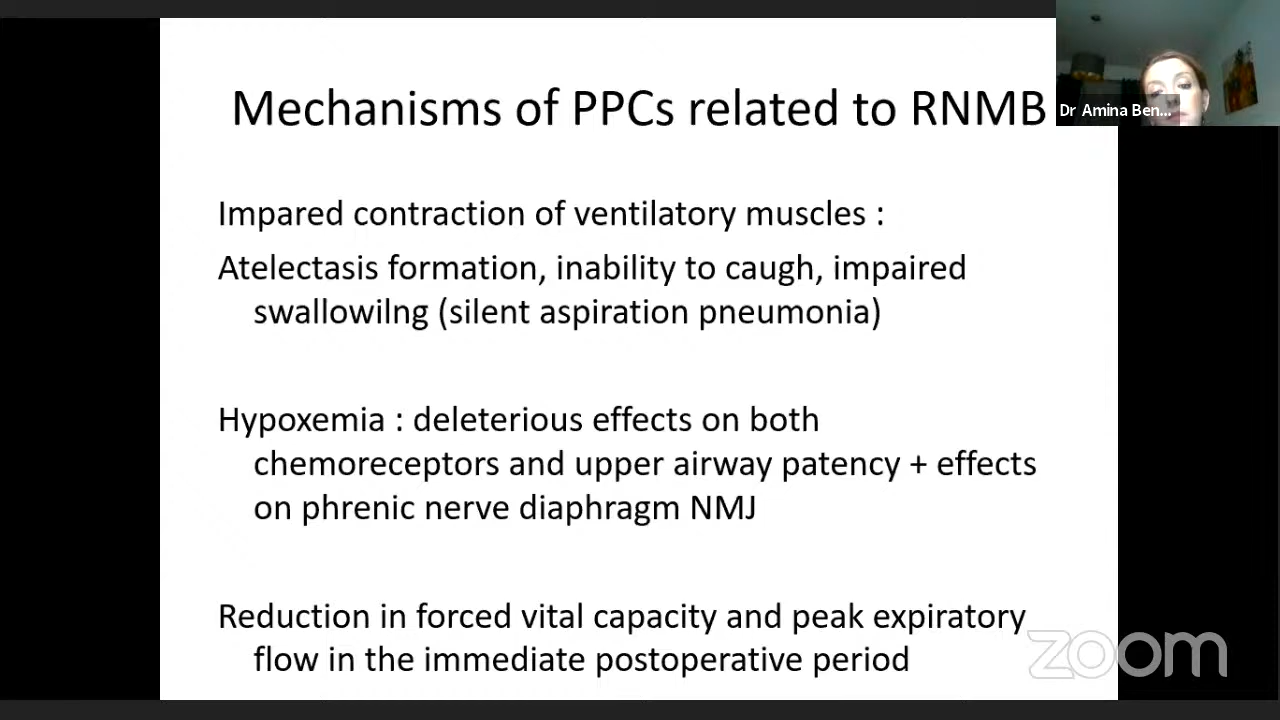 Mechanisms of PPCs related to RNMB
Dr Amina Ben...
Impared contraction of ventilatory muscles :
Atelectasis formation, inability to caugh, impaired
swallowilng (silent aspiration pneumonia)
Hypoxemia : deleterious effects on both
chemoreceptors and upper airway patency + effects
on phrenic nerve diaphragm NMJ
Reduction in forced vital capacity and peak expiratory
flow in the immediate postoperative period
zoom